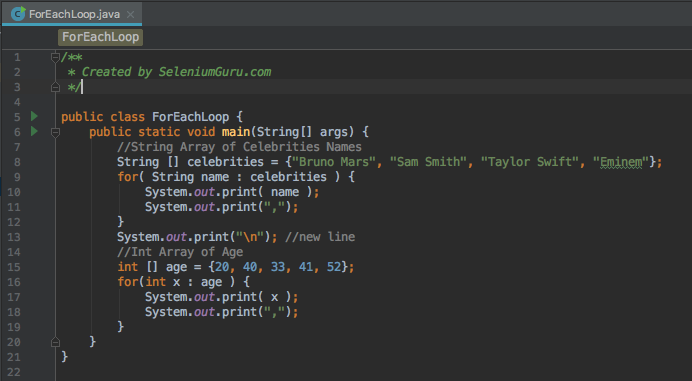 ForEachLoop.java
ForEachLoop
1 /**
2  * Created by SeleniumGuru.com
3  */
4
5 public class ForEachLoop {
6     public static void main(String[] args) {
7         //String Array of Celebrities Names
8         String [] celebrities = {"Bruno Mars", "Sam Smith", "Taylor Swift", "Eminem"};
9         for( String name : celebrities ) {
10             System.out.print( name );
11             System.out.print(",");
12         }
13         System.out.print("\n"); //new line
14         //Int Array of Age
15         int [] age = {20, 40, 33, 41, 52};
16         for(int x : age ) {
17             System.out.print( x );
18             System.out.print(",");
19         }
20     }
21 }
22